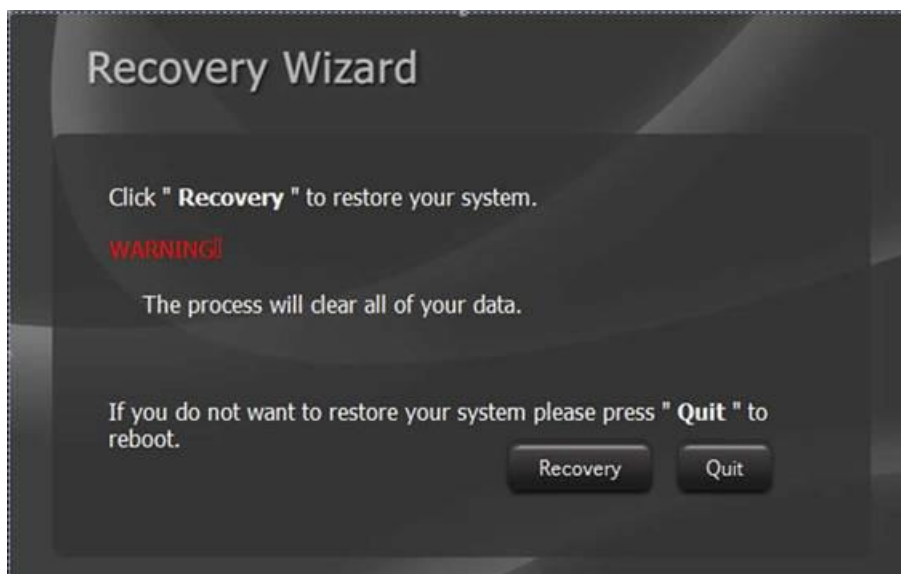 Recovery Wizard
Click " Recovery " to restore your system.
WARNING▯
The process will clear all of your data.
If you do not want to restore your system please press " Quit " to
reboot.
Recovery
Quit